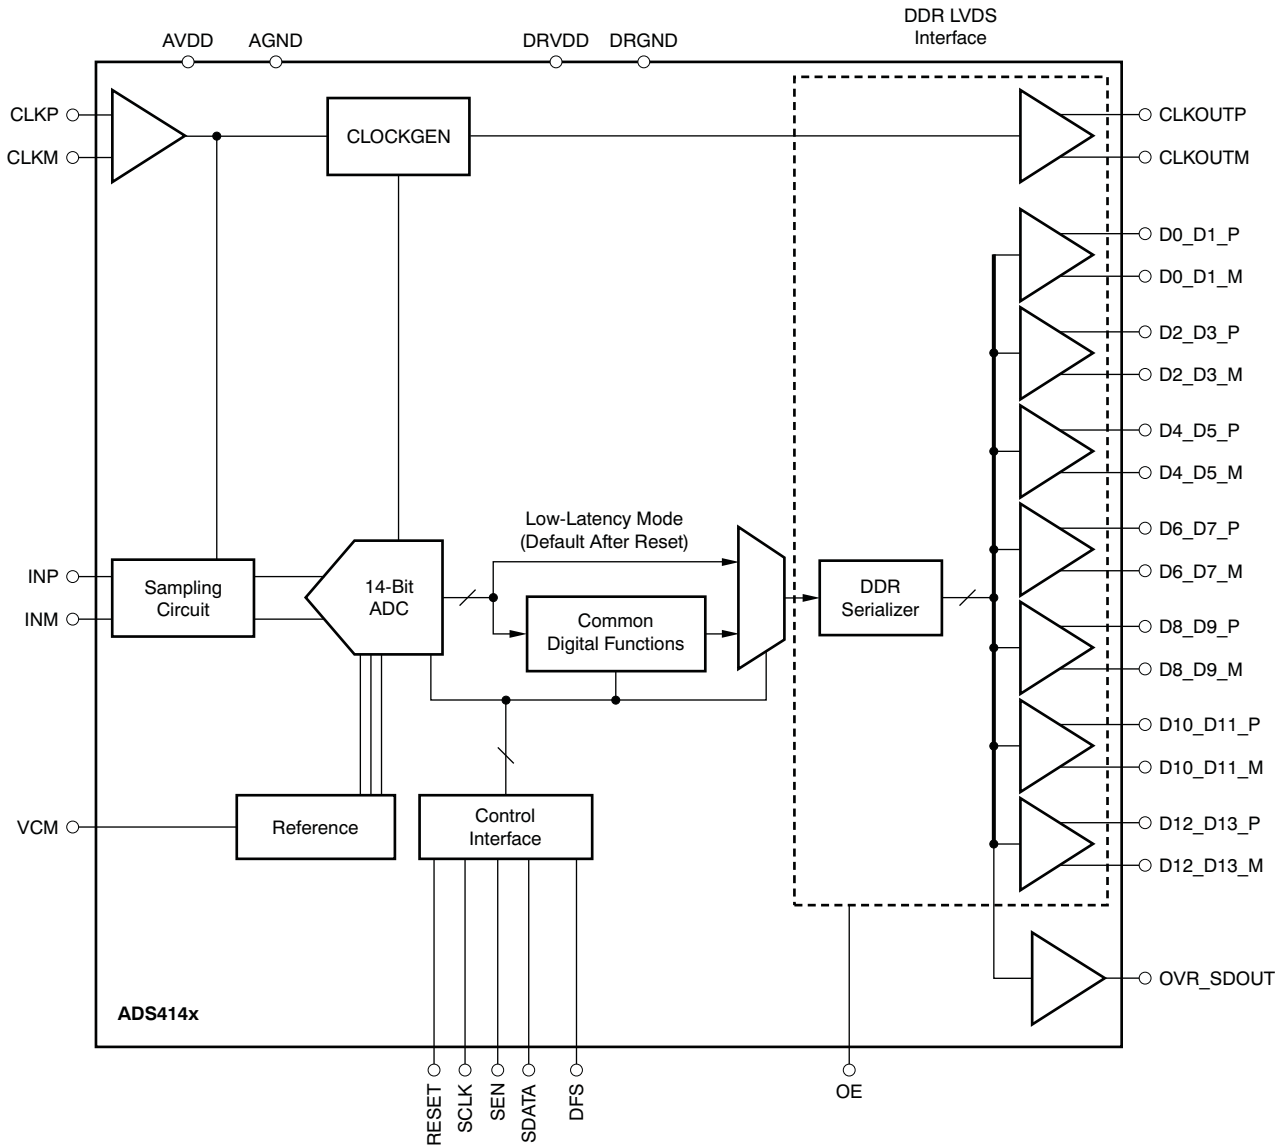 DDR LVDS
Interface
AVDD
AGND
DRVDD
DRGND
CLKP
CLKM
CLOCKGEN
CLKOUTP
CLKOUTM
D0_D1_P
D0_D1_M
D2_D3_P
D2_D3_M
D4_D5_P
D4_D5_M
Low-Latency Mode
(Default After Reset)
D6_D7_P
D6_D7_M
INP
INM
Sampling
Circuit
14-Bit
ADC
Common
Digital Functions
DDR
Serializer
D8_D9_P
D8_D9_M
D10_D11_P
D10_D11_M
VCM
Reference
Control
Interface
D12_D13_P
D12_D13_M
OVR_SDOUT
ADS414x
RESET
SCLK
SEN
SDATA
DFS
OE